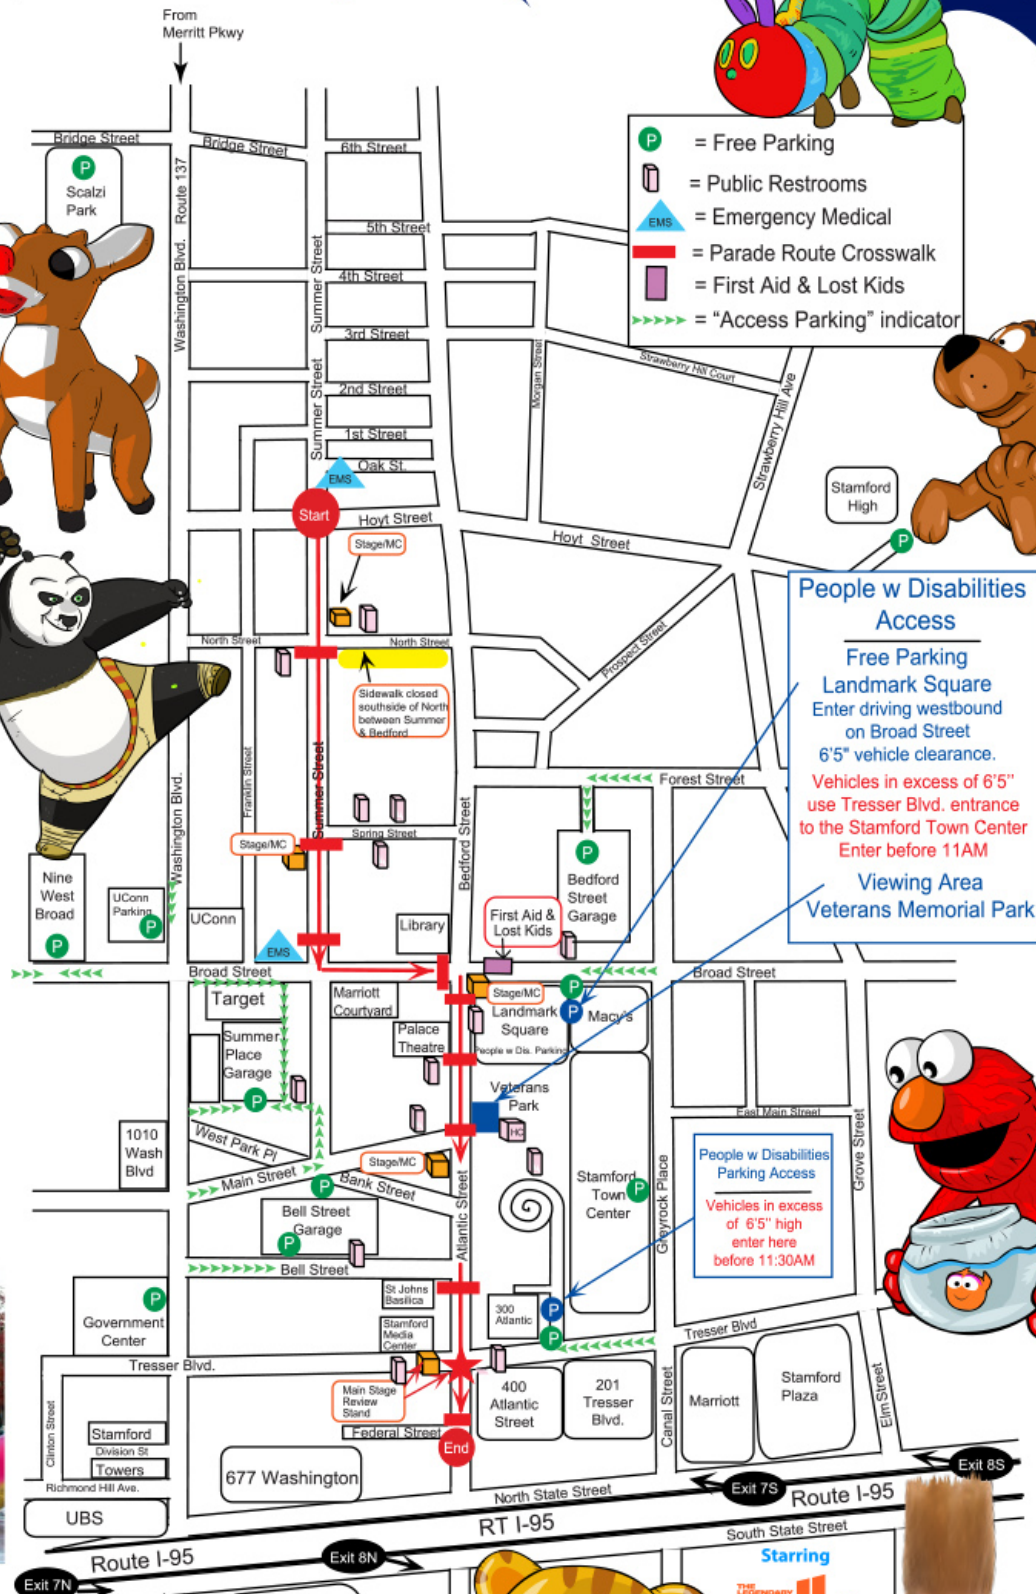 From
Merritt Pkwy
Bridge Street
Bridge Street
6th Street
P
Scalzi
Park
Route 137
Washington Blvd.
5th Street
Summer Street
4th Street
3rd Street
Summer Street
2nd Street
1st Street
Oak St.
EMS
Start
Hoyt Street
Hoyt Street
Morgan Street
Strawberry Hill Court
Strawberry Hill Ave
P = Free Parking
= Public Restrooms
EMS = Emergency Medical
= Parade Route Crosswalk
= First Aid & Lost Kids
= "Access Parking" indicator
Stamford
High
P
Stage/MC
North Street
North Street
Prospect Street
Sidewalk closed
southside of North
between Summer
& Bedford
People w Disabilities
Access
Free Parking
Landmark Square
Enter driving westbound
on Broad Street
6'5" vehicle clearance.
Vehicles in excess of 6'5''
use Tresser Blvd. entrance
to the Stamford Town Center
Enter before 11AM
Viewing Area
Veterans Memorial Park
Franklin Street
Summer Street
Washington Blvd.
Forest Street
Spring Street
Stage/MC
Bedford Street
P
Bedford
Street
Garage
Nine
West
Broad
P
UConn
Parking
P
UConn
EMS
Library
First Aid &
Lost Kids
Broad Street
Broad Street
Target
Marriott
Courtyard
Stage/MC
P
P
Landmark
Square
Macy's
People w Dis. Parking
Palace
Theatre
Summer
Place
Garage
P
Veterans
Park
HC
East Main Street
West Park Pl
1010
Wash
Blvd
Main Street
Stage/MC
P
Bank Street
Stamford
Town
Center
P
Greyrock Place
Grove Street
People w Disabilities
Parking Access
Vehicles in excess
of 6'5'' high
enter here
before 11:30AM
Bell Street
Garage
P
Atlantic Street
Bell Street
St Johns
Basilica
300
Atlantic
P
P
Government
Center
P
Stamford
Media
Center
Tresser Blvd
Tresser Blvd.
Main Stage
Review
Stand
400
Atlantic
Street
201
Tresser
Blvd.
Canal Street
Marriott
Stamford
Plaza
Elm Street
Clinton Street
Stamford
Division St
Towers
Federal Street
End
Richmond Hill Ave.
677 Washington
UBS
North State Street
Exit 7S
Exit 8S
Route I-95
RT I-95
South State Street
Route I-95
Exit 8N
Exit 7N
Starring
THE
LEGENDARY